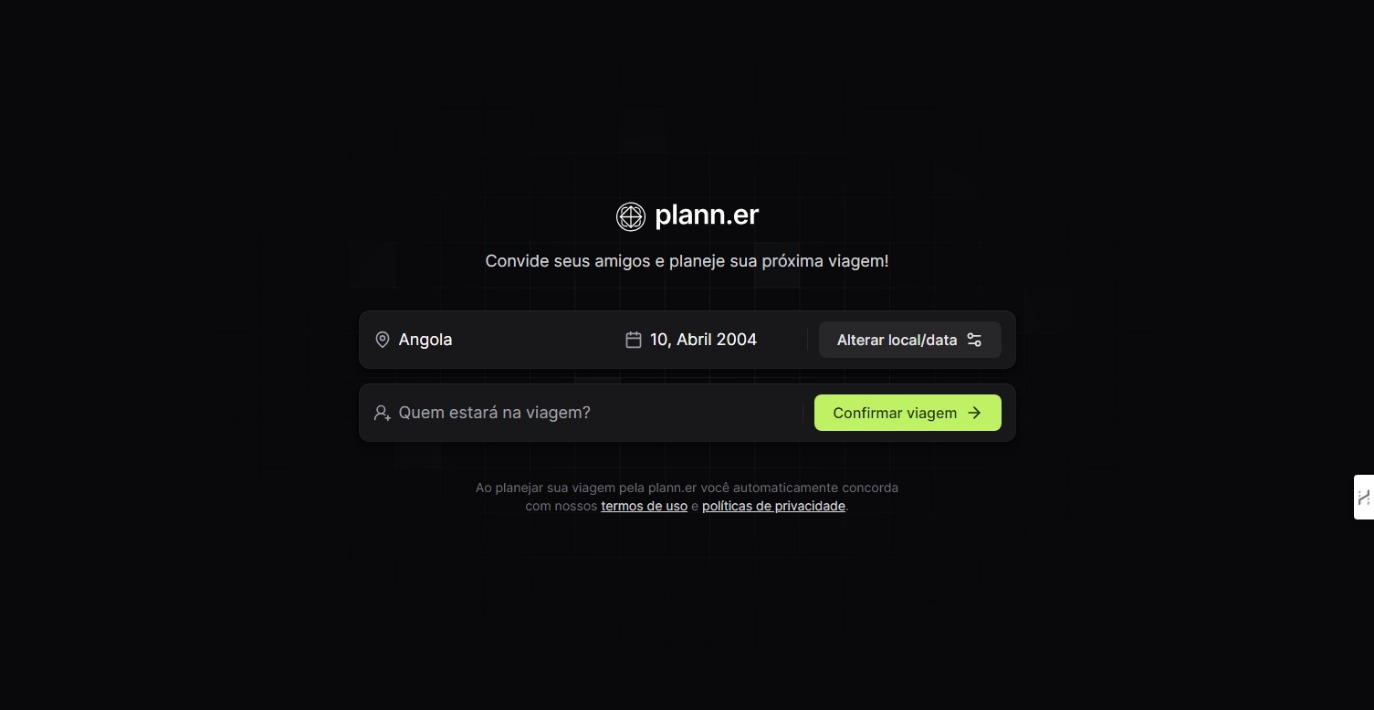 plann.er
Convide seus amigos e planeje sua próxima viagem!
Angola
10, Abril 2004
Alterar local/data
Quem estará na viagem?
Confirmar viagem
Ao planejar sua viagem pela plann.er você automaticamente concorda
com nossos termos de uso e políticas de privacidade.